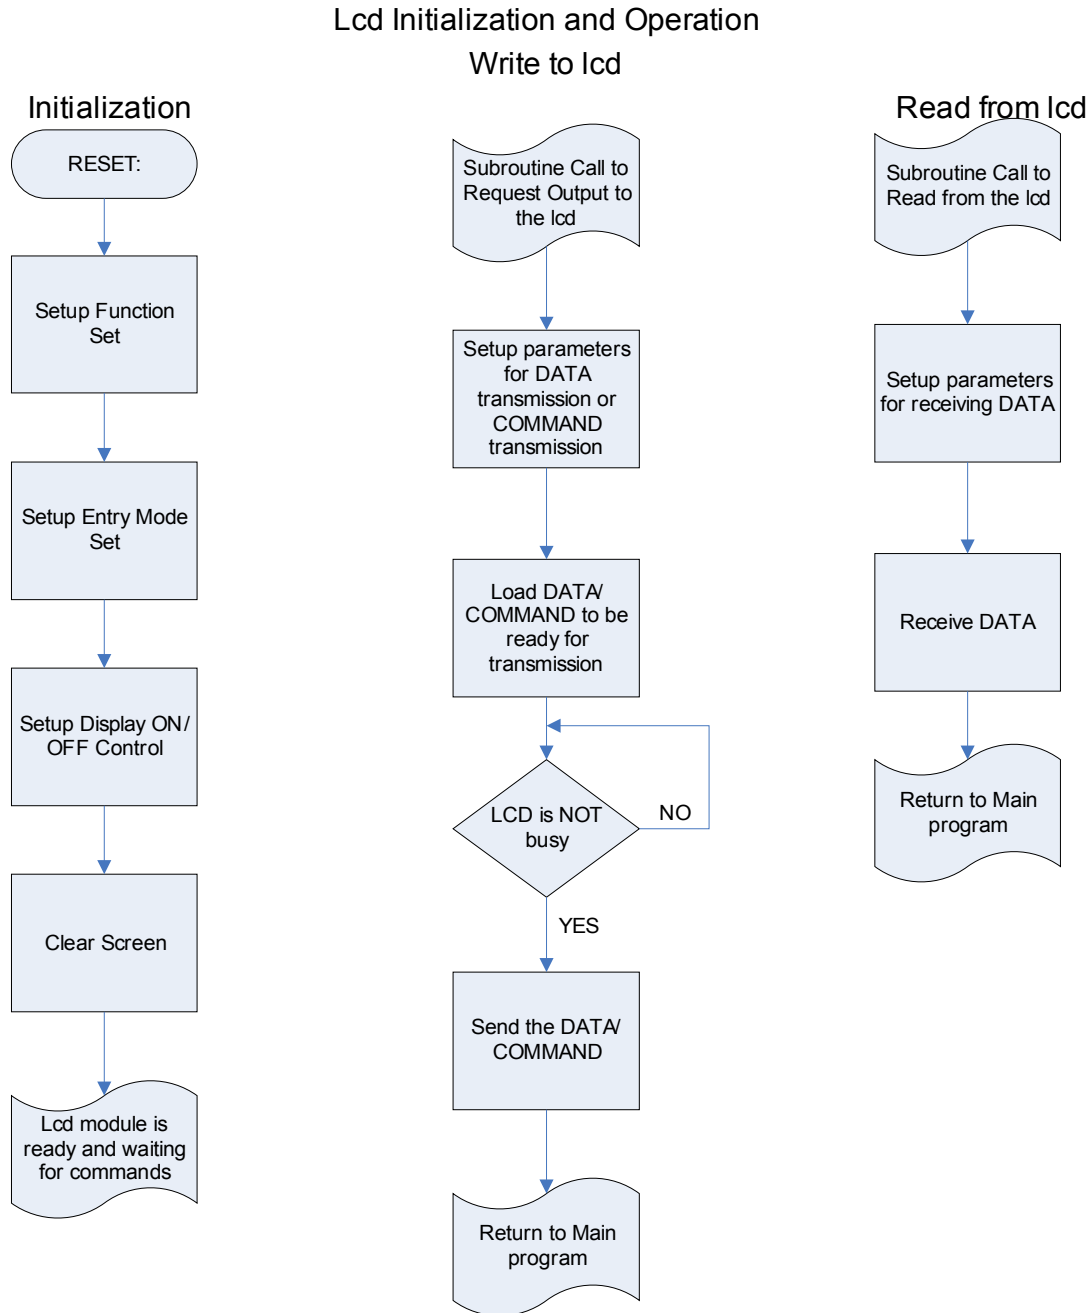 Lcd Initialization and Operation
Write to lcd
Initialization
RESET:
Setup Function
Set
Setup Entry Mode
Set
Setup Display ON/
OFF Control
Clear Screen
Lcd module is
ready and waiting
for commands
Subroutine Call to
Request Output to
the lcd
Setup parameters
for DATA
transmission or
COMMAND
transmission
Load DATA/
COMMAND to be
ready for
transmission
LCD is NOT
busy
NO
YES
Send the DATA/
COMMAND
Return to Main
program
Read from lcd
Subroutine Call to
Read from the lcd
Setup parameters
for receiving DATA
Receive DATA
Return to Main
program